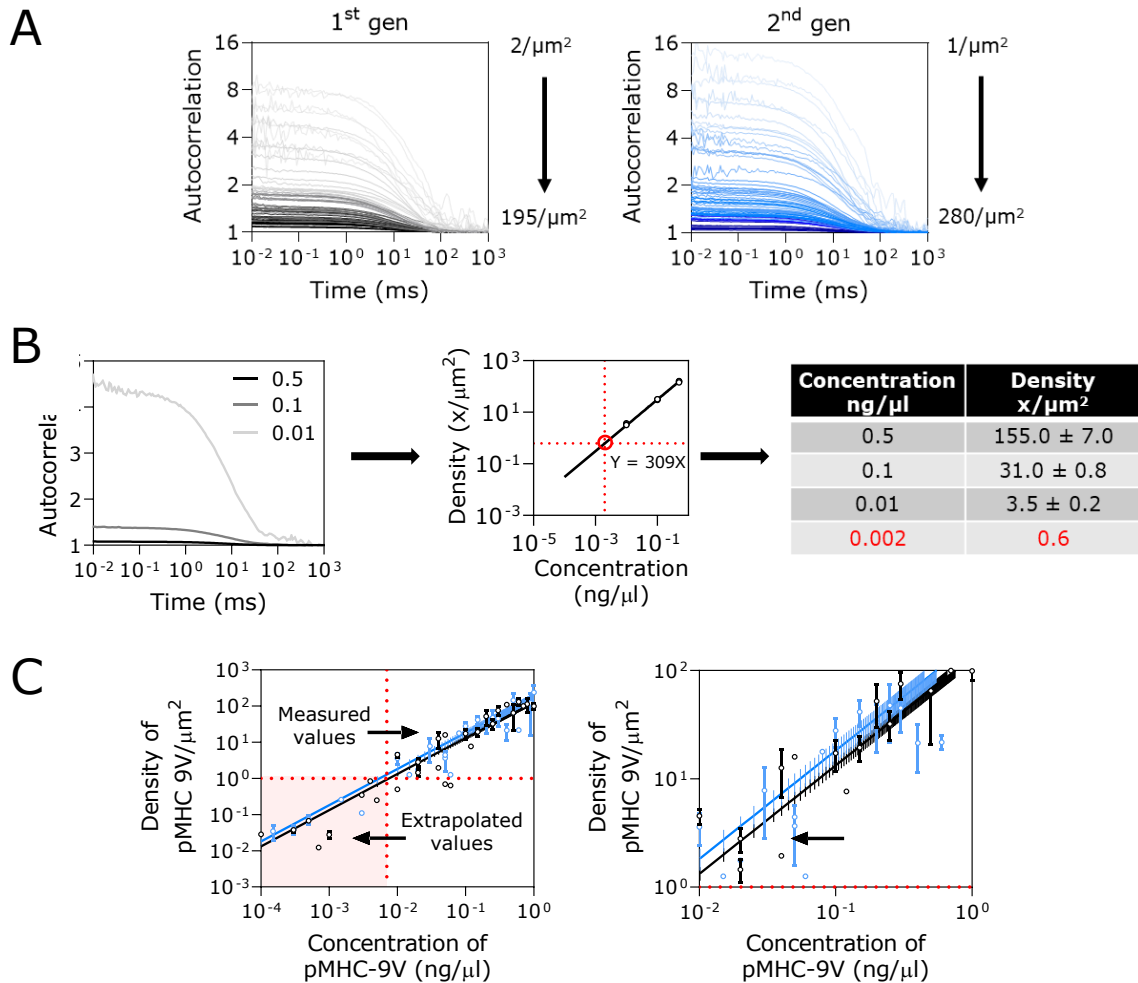 A
1st gen
2nd gen
Autocorrelation
16
8
4
2
1
10-2 10-1 100 101 102 103
Time (ms)
2/µm2
195/µm2
Autocorrelation
16
8
4
2
1
10-2 10-1 100 101 102 103
Time (ms)
1/µm2
280/µm2
B
Autocorrela
4
3
2
1
0.5
0.1
0.01
10-2 10-1 100 101 102 103
Time (ms)
Density (x/µm2)
103
101
10-1
10-3
Y = 309X
10-5 10-3 10-1
Concentration
(ng/µl)
Concentration ng/µl Density x/µm2
0.5 155.0 ± 7.0
0.1 31.0 ± 0.8
0.01 3.5 ± 0.2
0.002 0.6
C
Density of
pMHC 9V/µm2
103
102
101
100
10-1
10-2
10-3
Measured
values
Extrapolated
values
10-4 10-3 10-2 10-1 100
Concentration of
pMHC-9V (ng/µl)
Density of
pMHC 9V/µm2
102
101
100
10-2 10-1 100
Concentration of
pMHC-9V (ng/µl)